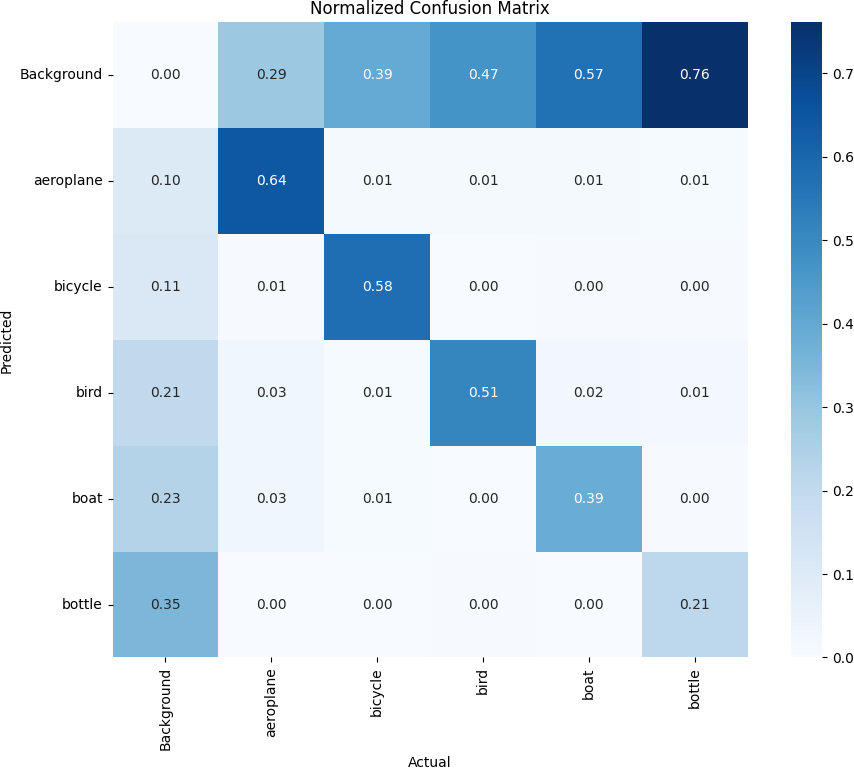 Normalized Confusion Matrix
Background 0.00 0.29 0.39 0.47 0.57 0.76
aeroplane 0.10 0.64 0.01 0.01 0.01 0.01
bicycle 0.11 0.01 0.58 0.00 0.00 0.00
bird 0.21 0.03 0.01 0.51 0.02 0.01
boat 0.23 0.03 0.01 0.00 0.39 0.00
bottle 0.35 0.00 0.00 0.00 0.00 0.21
Predicted
Background aeroplane bicycle bird boat bottle
Actual
0.7
0.6
0.5
0.4
0.3
0.2
0.1
0.0